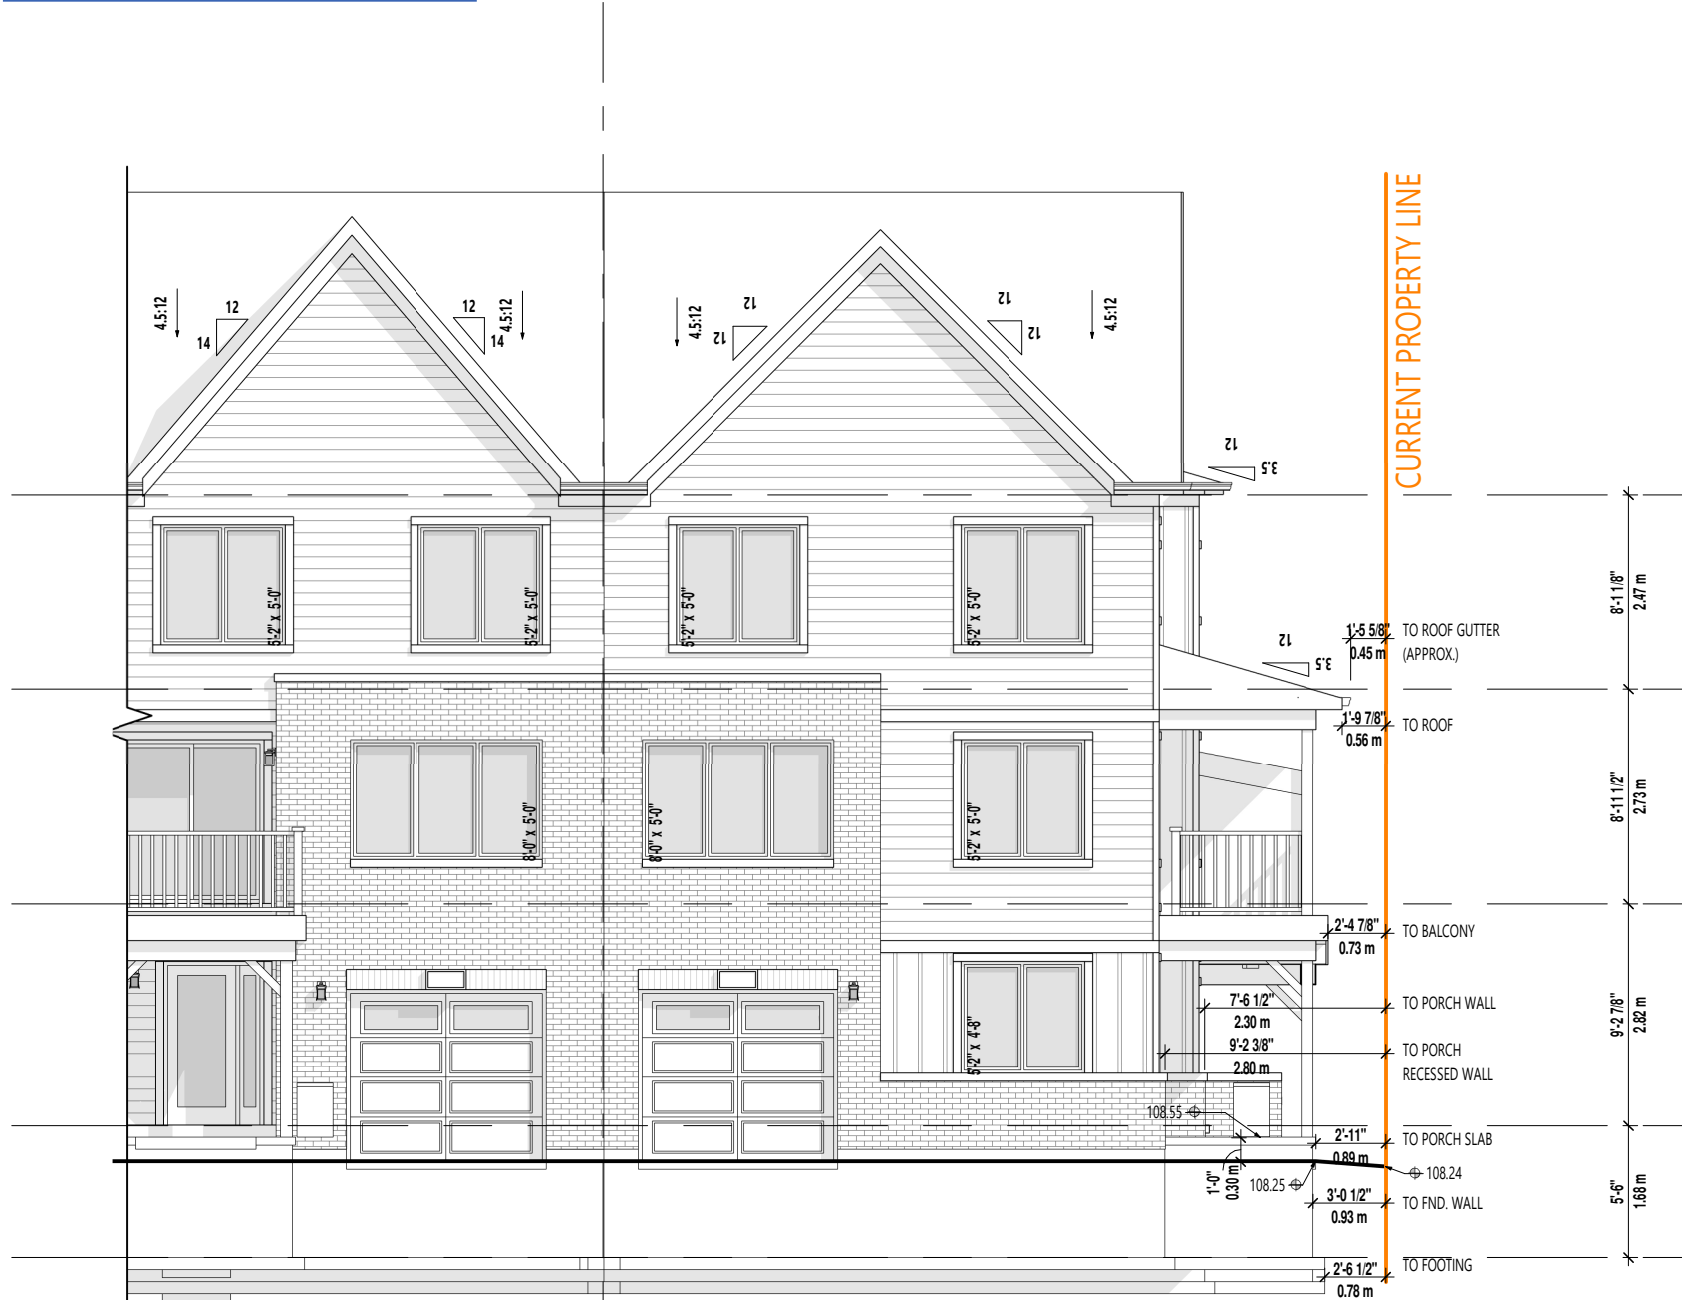 CURRENT PROPERTY LINE
4.5:12
12
14
12
14
4.5:12
4.5:12
12
12
12
12
4.5:12
12
3.5
5'-2" x 5'-0"
5'-2" x 5'-0"
5'-2" x 5'-0"
5'-2" x 5'-0"
8'-1 1/8"
2.47 m
1'-5 5/8"
0.45 m
TO ROOF GUTTER
(APPROX.)
12
3.5
1'-9 7/8"
0.56 m
TO ROOF
8'-0" x 5'-0"
8'-0" x 5'-0"
5'-2" x 5'-0"
8'-11 1/2"
2.73 m
2'-4 7/8"
0.73 m
TO BALCONY
7'-6 1/2"
2.30 m
TO PORCH WALL
9'-2 7/8"
2.82 m
5'-2" x 4'-8"
9'-2 3/8"
2.80 m
TO PORCH
RECESSED WALL
108.55
2'-11"
0.89 m
TO PORCH SLAB
1'-0"
0.30 m
108.25
108.24
3'-0 1/2"
0.93 m
TO FND. WALL
5'-6"
1.68 m
2'-6 1/2"
0.78 m
TO FOOTING